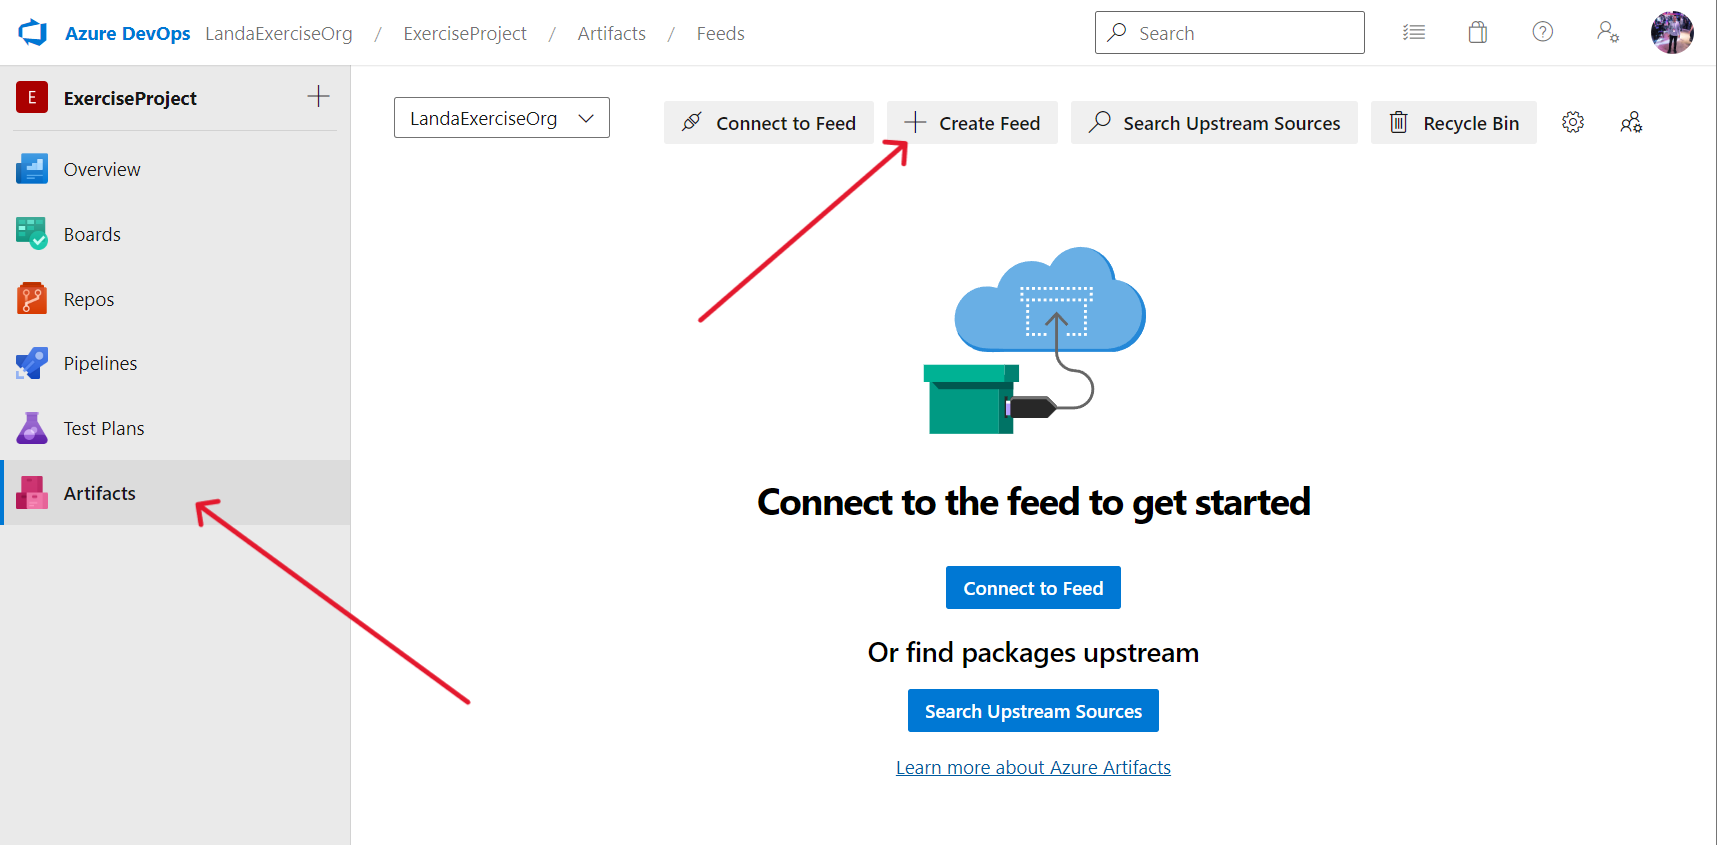 Azure DevOps LandaExerciseOrg / ExerciseProject / Artifacts / Feeds
Search
?
E ExerciseProject
Overview
Boards
Repos
Pipelines
Test Plans
Artifacts
LandaExerciseOrg
Connect to Feed
Create Feed
Search Upstream Sources
Recycle Bin
Connect to the feed to get started
Connect to Feed
Or find packages upstream
Search Upstream Sources
Learn more about Azure Artifacts